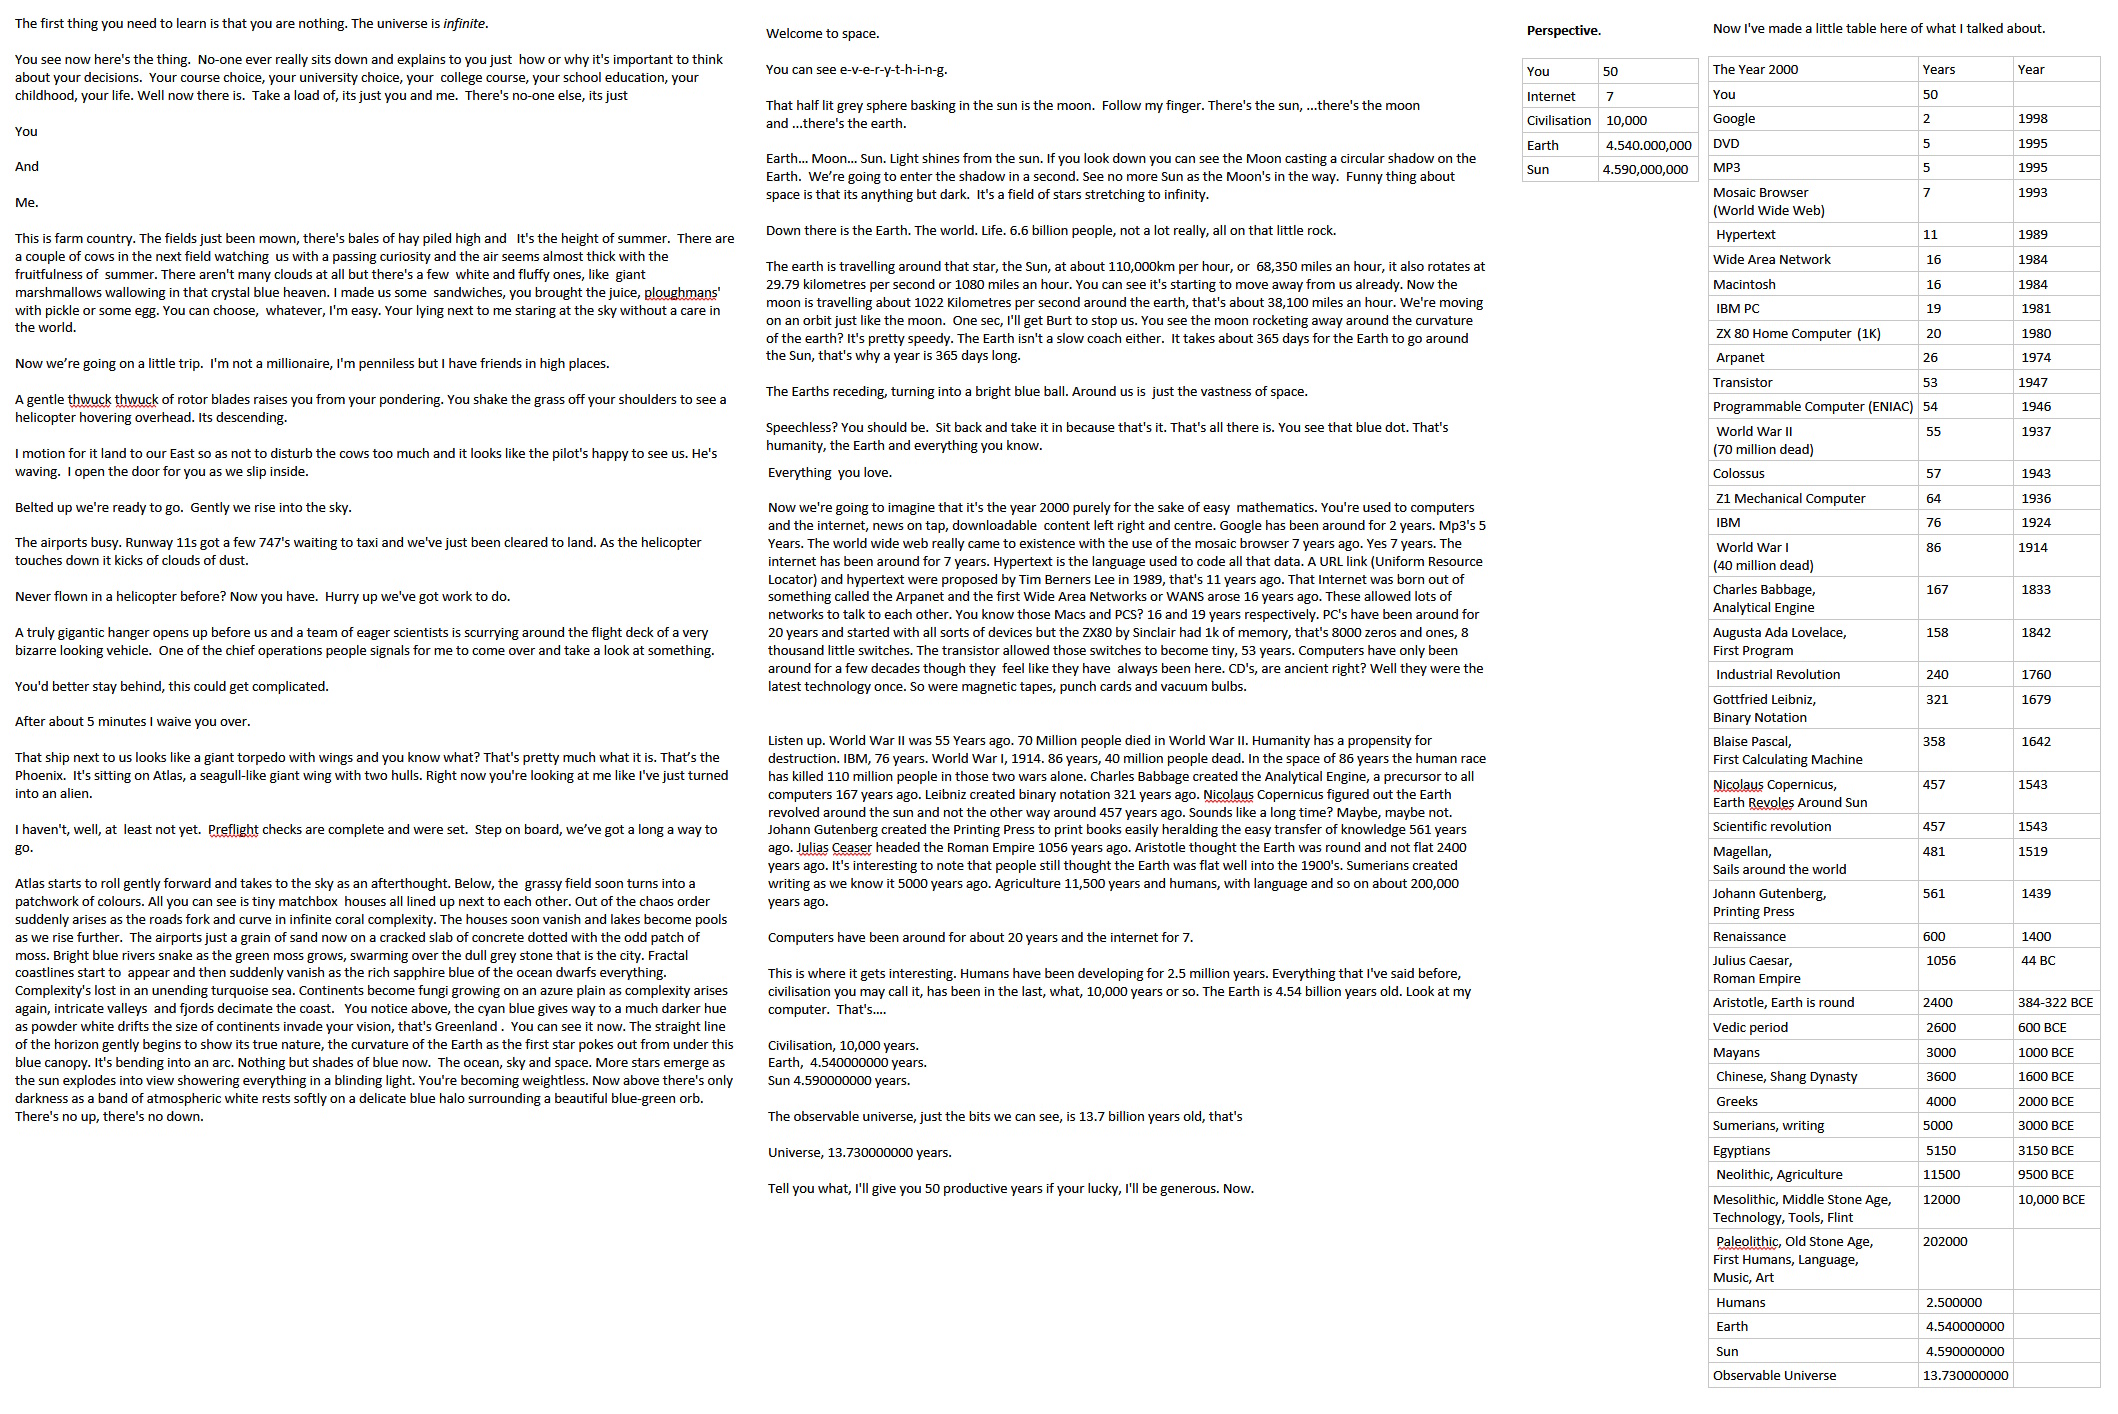 The first thing you need to learn is that you are nothing. The universe is infinite.
You see now here's the thing.  No-one ever really sits down and explains to you just  how or why it's important to think
about your decisions.  Your course choice, your university choice, your  college course, your school education, your
childhood, your life. Well now there is.  Take a load of, its just you and me.  There's no-one else, its just
You
And
Me.
This is farm country. The fields just been mown, there's bales of hay piled high and   It's the height of summer.  There are
a couple of cows in the next field watching  us with a passing curiosity and the air seems almost thick with the
fruitfulness of  summer. There aren't many clouds at all but there's a few  white and fluffy ones, like  giant
marshmallows wallowing in that crystal blue heaven. I made us some  sandwiches, you brought the juice, ploughmans'
with pickle or some egg. You can choose,  whatever, I'm easy. Your lying next to me staring at the sky without a care in
the world.
Now we’re going on a little trip.  I'm not a millionaire, I'm penniless but I have friends in high places.
A gentle thwuck thwuck of rotor blades raises you from your pondering. You shake the grass off your shoulders to see a
helicopter hovering overhead. Its descending.
I motion for it land to our East so as not to disturb the cows too much and it looks like the pilot's happy to see us. He's
waving.  I open the door for you as we slip inside.
Belted up we're ready to go.  Gently we rise into the sky.
The airports busy. Runway 11s got a few 747's waiting to taxi and we've just been cleared to land. As the helicopter
touches down it kicks of clouds of dust.
Never flown in a helicopter before? Now you have.  Hurry up we've got work to do.
A truly gigantic hanger opens up before us and a team of eager scientists is scurrying around the flight deck of a very
bizarre looking vehicle.  One of the chief operations people signals for me to come over and take a look at something.
You'd better stay behind, this could get complicated.
After about 5 minutes I waive you over.
That ship next to us looks like a giant torpedo with wings and you know what? That's pretty much what it is. That’s the
Phoenix.  It's sitting on Atlas, a seagull-like giant wing with two hulls. Right now you're looking at me like I've just turned
into an alien.
I haven't, well, at  least not yet.  Preflight checks are complete and were set.  Step on board, we’ve got a long a way to
go.
Atlas starts to roll gently forward and takes to the sky as an afterthought. Below, the  grassy field soon turns into a
patchwork of colours. All you can see is tiny matchbox  houses all lined up next to each other. Out of the chaos order
suddenly arises as the roads fork and curve in infinite coral complexity. The houses soon vanish and lakes become pools
as we rise further.  The airports just a grain of sand now on a cracked slab of concrete dotted with the odd patch of
moss. Bright blue rivers snake as the green moss grows, swarming over the dull grey stone that is the city. Fractal
coastlines start to  appear and then suddenly vanish as the rich sapphire blue of the ocean dwarfs everything.
Complexity's lost in an unending turquoise sea. Continents become fungi growing on an azure plain as complexity arises
again, intricate valleys  and fjords decimate the coast.   You notice above, the cyan blue gives way to a much darker hue
as powder white drifts the size of continents invade your vision, that's Greenland .  You can see it now. The straight line
of the horizon gently begins to show its true nature, the curvature of the Earth as the first star pokes out from under this
blue canopy. It's bending into an arc. Nothing but shades of blue now.  The ocean, sky and space. More stars emerge as
the sun explodes into view showering everything in a blinding light. You're becoming weightless. Now above there's only
darkness as a band of atmospheric white rests softly on a delicate blue halo surrounding a beautiful blue-green orb.
There's no up, there's no down.
Welcome to space.
You can see e-v-e-r-y-t-h-i-n-g.
That half lit grey sphere basking in the sun is the moon.  Follow my finger. There's the sun, ...there's the moon
and ...there's the earth.
Earth... Moon... Sun. Light shines from the sun. If you look down you can see the Moon casting a circular shadow on the
Earth.  We’re going to enter the shadow in a second. See no more Sun as the Moon's in the way.  Funny thing about
space is that its anything but dark.  It's a field of stars stretching to infinity.
Down there is the Earth. The world. Life. 6.6 billion people, not a lot really, all on that little rock.
The earth is travelling around that star, the Sun, at about 110,000km per hour, or  68,350 miles an hour, it also rotates at
29.79 kilometres per second or 1080 miles an hour. You can see it's starting to move away from us already. Now the
moon is travelling about 1022 Kilometres per second around the earth, that's about 38,100 miles an hour. We're moving
on an orbit just like the moon.  One sec, I'll get Burt to stop us. You see the moon rocketing away around the curvature
of the earth? It's pretty speedy. The Earth isn't a slow coach either.  It takes about 365 days for the Earth to go around
the Sun, that's why a year is 365 days long.
The Earths receding, turning into a bright blue ball. Around us is  just the vastness of space.
Speechless? You should be.  Sit back and take it in because that's it. That's all there is. You see that blue dot. That's
humanity, the Earth and everything you know.
Everything  you love.
Now we're going to imagine that it's the year 2000 purely for the sake of easy  mathematics. You're used to computers
and the internet, news on tap, downloadable  content left right and centre. Google has been around for 2 years. Mp3's 5
Years. The world wide web really came to existence with the use of the mosaic browser 7 years ago. Yes 7 years. The
internet has been around for 7 years. Hypertext is the language used to code all that data. A URL link (Uniform Resource
Locator) and hypertext were proposed by Tim Berners Lee in 1989, that's 11 years ago. That Internet was born out of
something called the Arpanet and the first Wide Area Networks or WANS arose 16 years ago. These allowed lots of
networks to talk to each other. You know those Macs and PCS? 16 and 19 years respectively. PC's have been around for
20 years and started with all sorts of devices but the ZX80 by Sinclair had 1k of memory, that's 8000 zeros and ones, 8
thousand little switches. The transistor allowed those switches to become tiny, 53 years. Computers have only been
around for a few decades though they  feel like they have  always been here. CD's, are ancient right? Well they were the
latest technology once. So were magnetic tapes, punch cards and vacuum bulbs.
Listen up. World War II was 55 Years ago. 70 Million people died in World War II. Humanity has a propensity for
destruction. IBM, 76 years. World War I, 1914. 86 years, 40 million people dead. In the space of 86 years the human race
has killed 110 million people in those two wars alone. Charles Babbage created the Analytical Engine, a precursor to all
computers 167 years ago. Leibniz created binary notation 321 years ago. Nicolaus Copernicus figured out the Earth
revolved around the sun and not the other way around 457 years ago. Sounds like a long time? Maybe, maybe not.
Johann Gutenberg created the Printing Press to print books easily heralding the easy transfer of knowledge 561 years
ago. Julias Ceaser headed the Roman Empire 1056 years ago. Aristotle thought the Earth was round and not flat 2400
years ago. It's interesting to note that people still thought the Earth was flat well into the 1900's. Sumerians created
writing as we know it 5000 years ago. Agriculture 11,500 years and humans, with language and so on about 200,000
years ago.
Computers have been around for about 20 years and the internet for 7.
This is where it gets interesting. Humans have been developing for 2.5 million years. Everything that I've said before,
civilisation you may call it, has been in the last, what, 10,000 years or so. The Earth is 4.54 billion years old. Look at my
computer.  That's....
Civilisation, 10,000 years.
Earth,  4.540000000 years.
Sun 4.590000000 years.
The observable universe, just the bits we can see, is 13.7 billion years old, that's
Universe, 13.730000000 years.
Tell you what, I'll give you 50 productive years if your lucky, I'll be generous. Now.
Perspective.
You 50
Internet 7
Civilisation 10,000
Earth 4.540.000,000
Sun 4.590,000,000
Now I've made a little table here of what I talked about.
The Year 2000 Years Year
You 50
Google 2 1998
DVD 5 1995
MP3 5 1995
Mosaic Browser 7 1993
(World Wide Web)
Hypertext 11 1989
Wide Area Network 16 1984
Macintosh 16 1984
IBM PC 19 1981
ZX 80 Home Computer (1K) 20 1980
Arpanet 26 1974
Transistor 53 1947
Programmable Computer (ENIAC) 54 1946
World War II 55 1937
(70 million dead)
Colossus 57 1943
Z1 Mechanical Computer 64 1936
IBM 76 1924
World War I 86 1914
(40 million dead)
Charles Babbage, 167 1833
Analytical Engine
Augusta Ada Lovelace, 158 1842
First Program
Industrial Revolution 240 1760
Gottfried Leibniz, 321 1679
Binary Notation
Blaise Pascal, 358 1642
First Calculating Machine
Nicolaus Copernicus, 457 1543
Earth Revoles Around Sun
Scientific revolution 457 1543
Magellan, 481 1519
Sails around the world
Johann Gutenberg, 561 1439
Printing Press
Renaissance 600 1400
Julius Caesar, 1056 44 BC
Roman Empire
Aristotle, Earth is round 2400 384-322 BCE
Vedic period 2600 600 BCE
Mayans 3000 1000 BCE
Chinese, Shang Dynasty 3600 1600 BCE
Greeks 4000 2000 BCE
Sumerians, writing 5000 3000 BCE
Egyptians 5150 3150 BCE
Neolithic, Agriculture 11500 9500 BCE
Mesolithic, Middle Stone Age, 12000 10,000 BCE
Technology, Tools, Flint
Paleolithic, Old Stone Age, 202000
First Humans, Language,
Music, Art
Humans 2.500000
Earth 4.540000000
Sun 4.590000000
Observable Universe 13.730000000